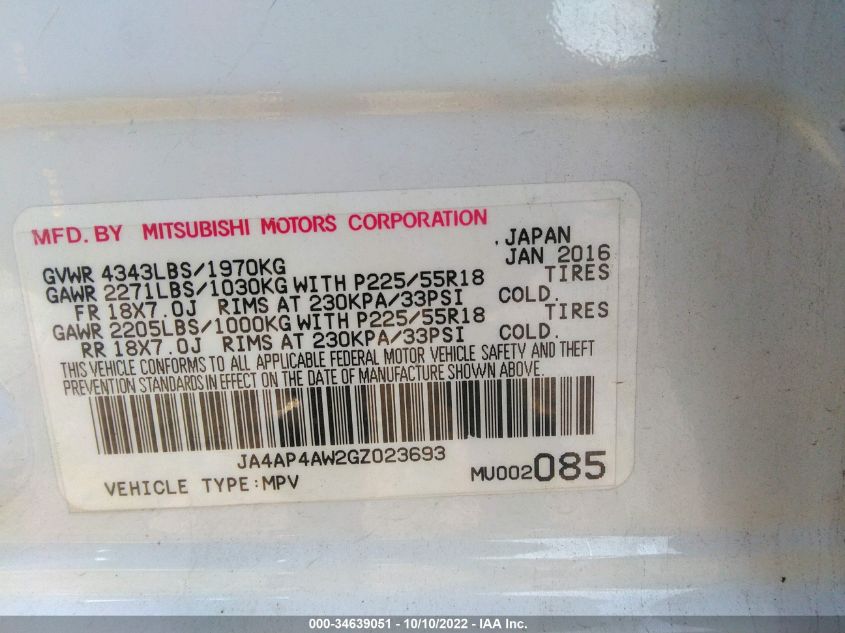 MFD. BY MITSUBISHI MOTORS CORPORATION
, JAPAN
GVWR 4343LBS/1970KG JAN 2016
GAWR 2271LBS/1030KG WITH P225/55R18 TIRES
FR 18X7.0J RIMS AT 230KPA/33PSI COLD.
GAWR 2205LBS/1000KG WITH P225/55R18 TIRES
RR 18X7.0J RIMS AT 230KPA/33PSI COLD.
THIS VEHICLE CONFORMS TO ALL APPLICABLE FEDERAL MOTOR VEHICLE SAFETY AND THEFT
PREVENTION STANDARDS IN EFFECT ON THE DATE OF MANUFACTURE SHOWN ABOVE.
JA4AP4AW2GZ023693
VEHICLE TYPE:MPV MU002085
000-34639051 - 10/10/2022 - IAA Inc.